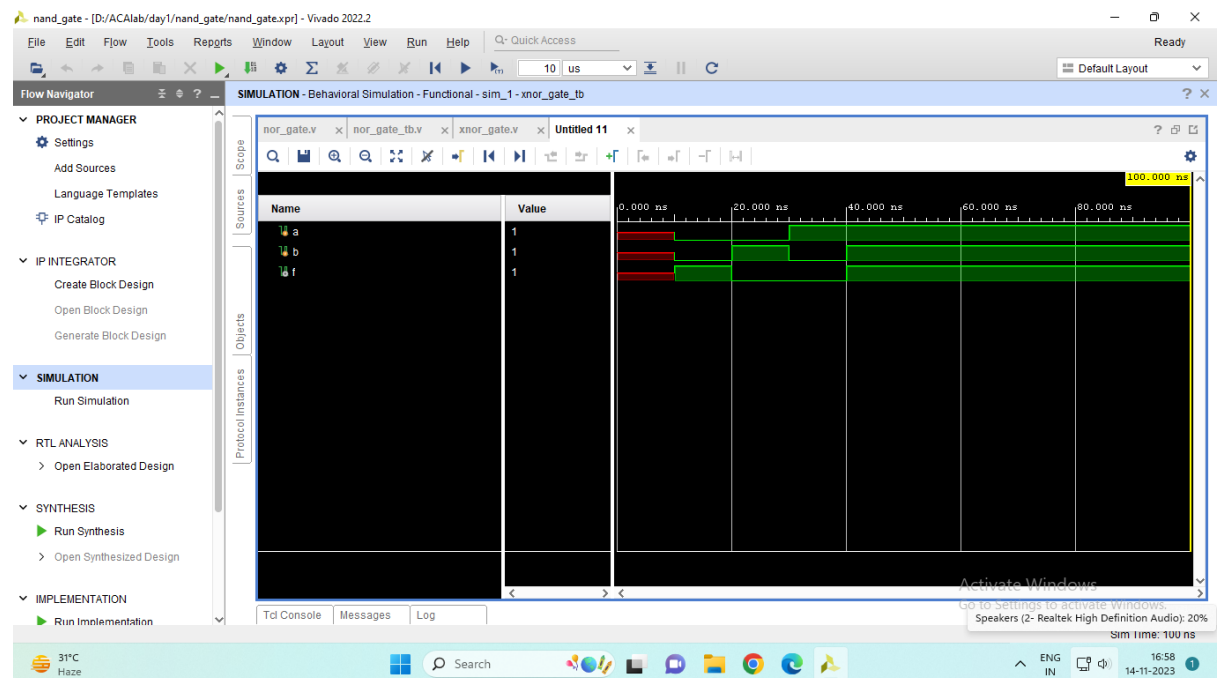 nand_gate - [D:/ACAlab/day1/nand_gate/nand_gate.xpr] - Vivado 2022.2
File Edit Flow Tools Reports Window Layout View Run Help Q- Quick Access Ready
10 us Default Layout
Flow Navigator ? SIMULATION - Behavioral Simulation - Functional - sim_1 - xnor_gate_tb ?
PROJECT MANAGER
Settings
Add Sources
Language Templates
IP Catalog
IP INTEGRATOR
Create Block Design
Open Block Design
Generate Block Design
SIMULATION
Run Simulation
RTL ANALYSIS
Open Elaborated Design
SYNTHESIS
Run Synthesis
Open Synthesized Design
IMPLEMENTATION
Run Implementation
Scope
Sources
Objects
Protocol Instances
nor_gate.v nor_gate_tb.v xnor_gate.v Untitled 11 ?
100.000 ns
Name Value 0.000 ns 20.000 ns 40.000 ns 60.000 ns 80.000 ns
a 1
b 1
f 1
Tcl Console Messages Log
Activate Windows
Go to Settings to activate Windows.
Speakers (2- Realtek High Definition Audio): 20%
Sim Time: 100 ns
31°C
Haze
Search
ENG
IN
16:58
14-11-2023
1